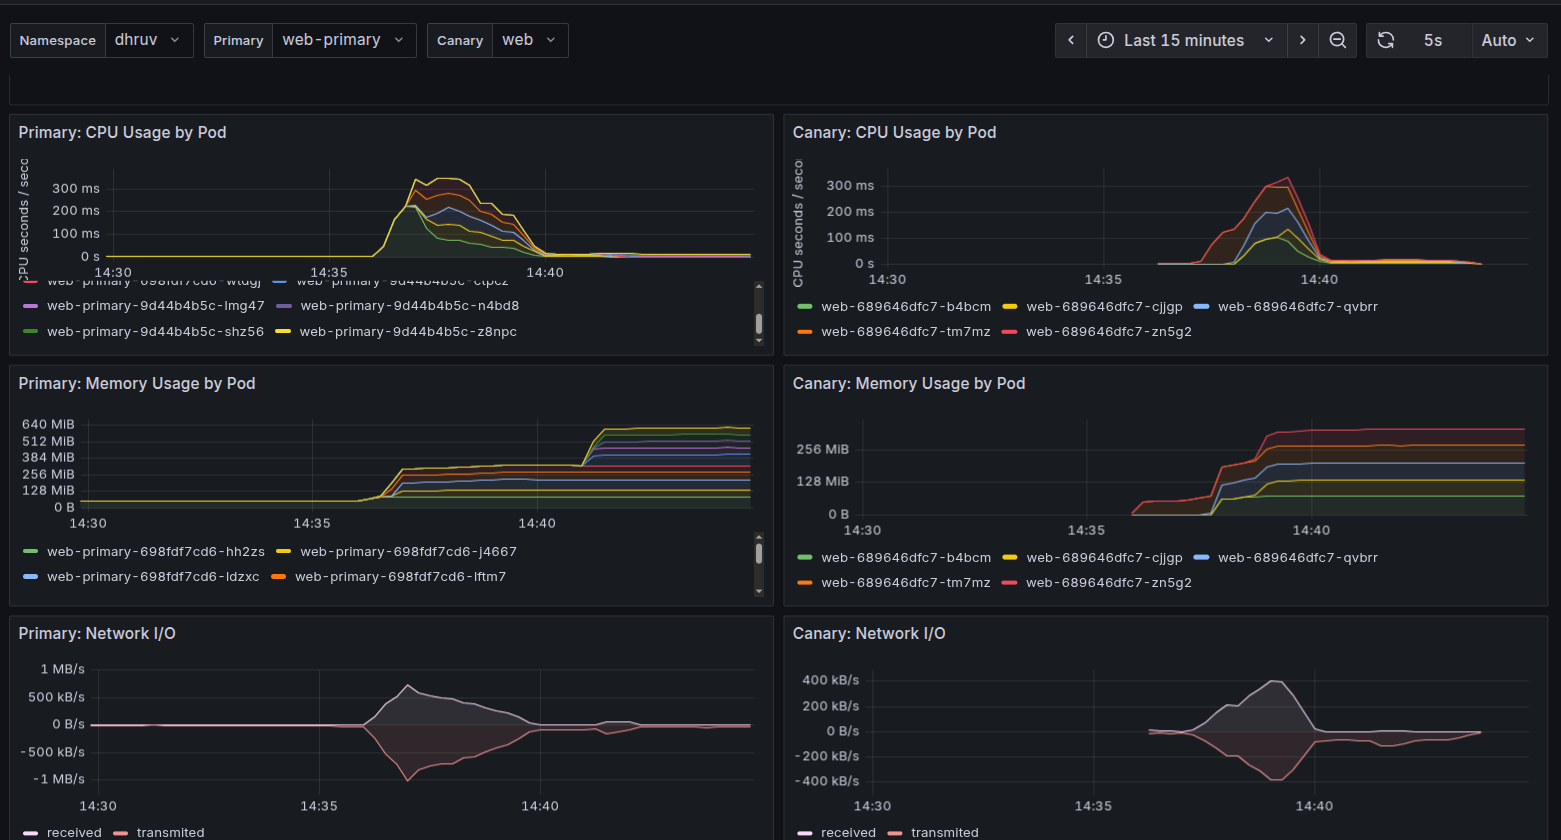 Namespace dhruv Primary web-primary Canary web Last 15 minutes 5s Auto
Primary: CPU Usage by Pod
CPU seconds / seco
300 ms
200 ms
100 ms
0 s
14:30 14:35 14:40
web-primary-9d44b4b5c-lmg47 web-primary-9d44b4b5c-n4bd8
web-primary-9d44b4b5c-shz56 web-primary-9d44b4b5c-z8npc
Canary: CPU Usage by Pod
CPU seconds / seco
300 ms
200 ms
100 ms
0 s
14:30 14:35 14:40
web-689646dfc7-b4bcm web-689646dfc7-cjjgp web-689646dfc7-qvbrr
web-689646dfc7-tm7mz web-689646dfc7-zn5g2
Primary: Memory Usage by Pod
640 MiB
512 MiB
384 MiB
256 MiB
128 MiB
0 B
14:30 14:35 14:40
web-primary-698fdf7cd6-hh2zs web-primary-698fdf7cd6-j4667
web-primary-698fdf7cd6-ldzxc web-primary-698fdf7cd6-lftm7
Canary: Memory Usage by Pod
256 MiB
128 MiB
0 B
14:30 14:35 14:40
web-689646dfc7-b4bcm web-689646dfc7-cjjgp web-689646dfc7-qvbrr
web-689646dfc7-tm7mz web-689646dfc7-zn5g2
Primary: Network I/O
1 MB/s
500 kB/s
0 B/s
-500 kB/s
-1 MB/s
14:30 14:35 14:40
received transmited
Canary: Network I/O
400 kB/s
200 kB/s
0 B/s
-200 kB/s
-400 kB/s
14:30 14:35 14:40
received transmited